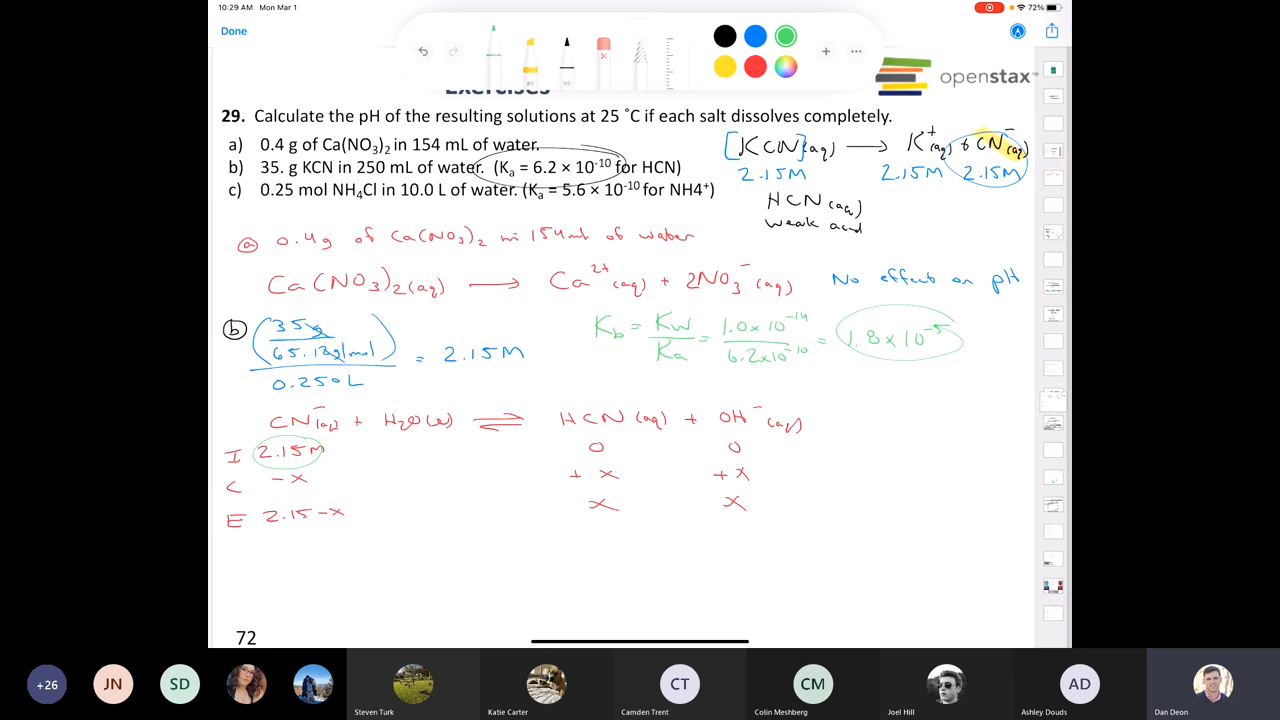 10:29 AM Mon Mar 1
72%
Done
Exercises
openstax™
29. Calculate the pH of the resulting solutions at 25 ˚C if each salt dissolves completely.
a) 0.4 g of Ca(NO₃)₂ in 154 mL of water.
b) 35. g KCN in 250 mL of water. (Kₐ = 6.2 × 10⁻¹⁰ for HCN)
c) 0.25 mol NH₄Cl in 10.0 L of water. (Kₐ = 5.6 × 10⁻¹⁰ for NH4⁺)
[KCN](aq) → K⁺(aq) + CN⁻(aq)
2.15M 2.15M 2.15M
HCN(aq)
weak acid
ⓐ 0.4g of Ca(NO₃)₂ in 154ml of water
Ca(NO₃)₂(aq) → Ca²⁺(aq) + 2NO₃⁻(aq) No effect on pH
ⓑ (35g / 65.12g/mol) / 0.250L = 2.15M
Kb = Kw/Ka = 1.0×10⁻¹⁴ / 6.2×10⁻¹⁰ = 1.8×10⁻⁵
CN⁻(aq) + H₂O(l) ⇌ HCN(aq) + OH⁻(aq)
I 2.15M 0 0
C -x +x +x
E 2.15-x x x
72
+26 JN SD CT CM AD
Steven Turk Katie Carter Camden Trent Colin Meshberg Joel Hill Ashley Douds Dan Deon